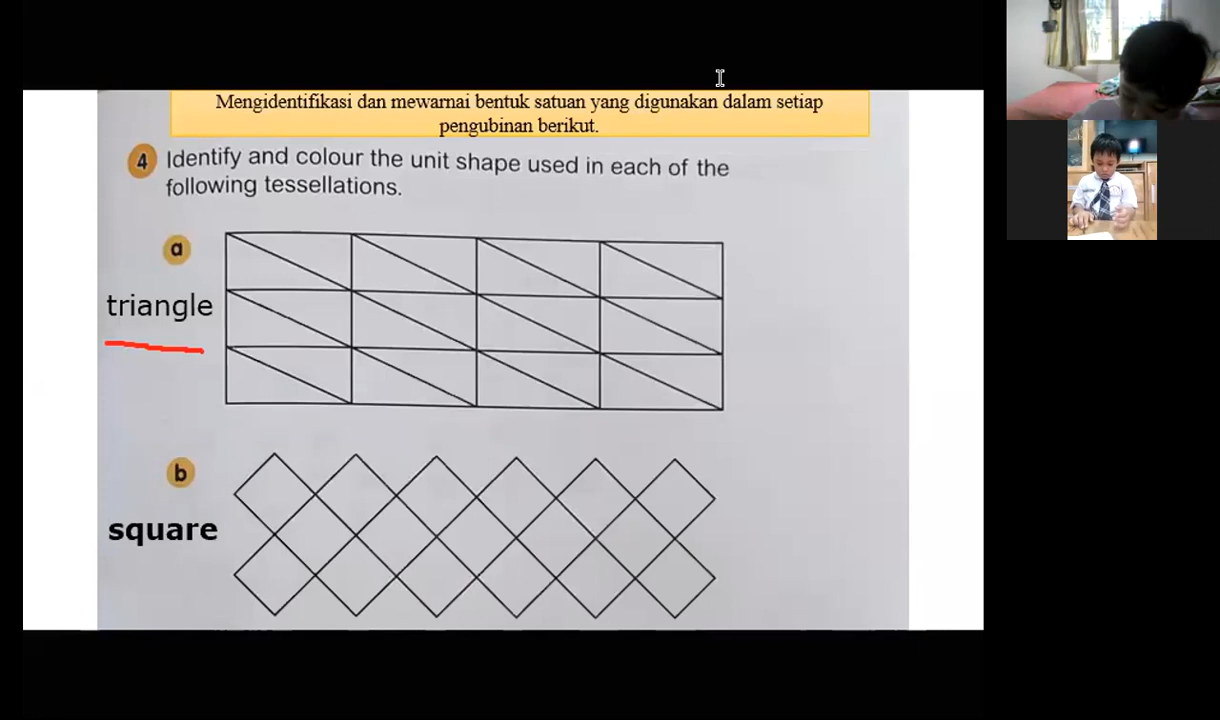 Mengidentifikasi dan mewarnai bentuk satuan yang digunakan dalam setiap
pengubinan berikut.
4 Identify and colour the unit shape used in each of the
following tessellations.
a
triangle
b
square